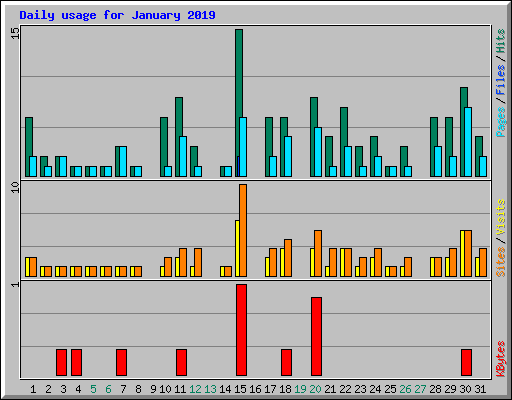 Daily usage for January 2019
15
Pages / Files / Hits
10
Sites / Visits
1
KBytes
1 2 3 4 5 6 7 8 9 10 11 12 13 14 15 16 17 18 19 20 21 22 23 24 25 26 27 28 29 30 31